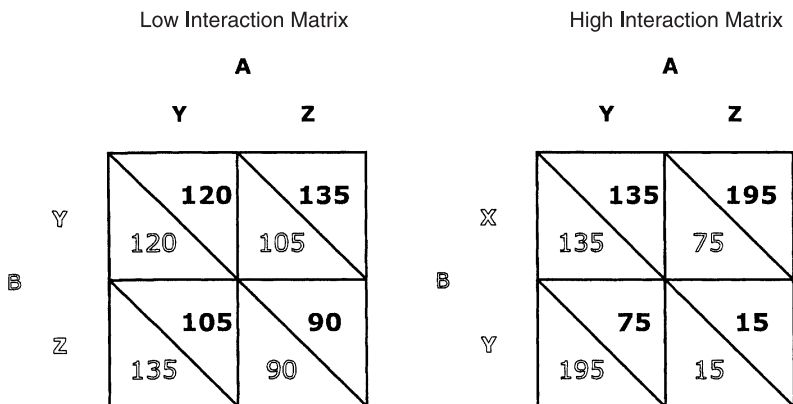 Low Interaction Matrix High Interaction Matrix
A A
Y Z Y Z
120 135 135 195
Y X
120 105 135 75
B B
105 90 75 15
Z Y
135 90 195 15